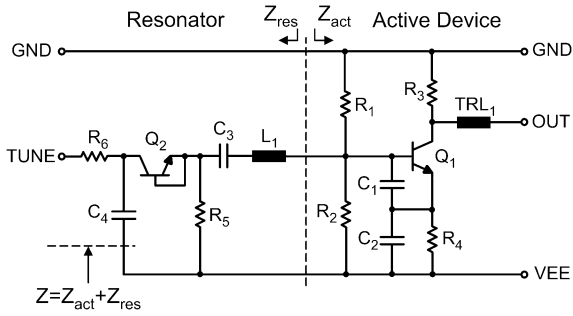 Resonator
Z_res
Z_act
Active Device
GND
GND
R_1
R_3
TRL_1
OUT
Q_1
TUNE
R_6
Q_2
C_3
L_1
C_4
R_5
R_2
C_1
C_2
R_4
VEE
Z=Z_act+Z_res